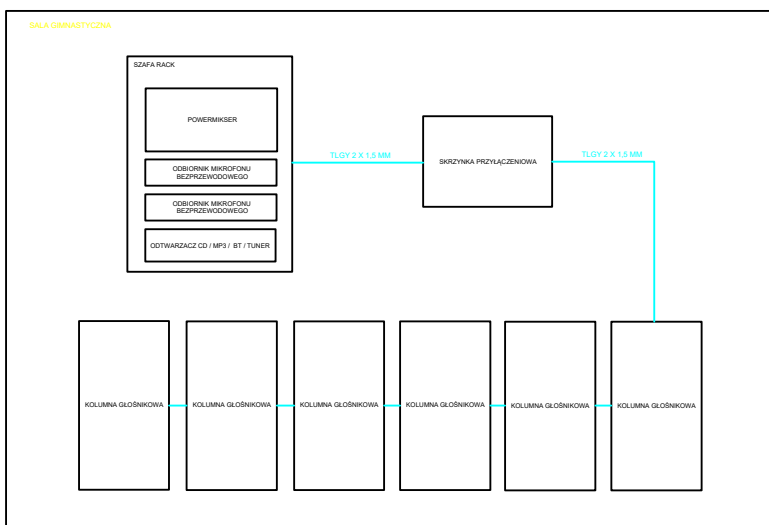 SALA GIMNASTYCZNA
SZAFA RACK
POWERMIKSER
ODBIORNIK MIKROFONU
BEZPRZEWODOWEGO
ODBIORNIK MIKROFONU
BEZPRZEWODOWEGO
ODTWARZACZ CD / MP3 / BT / TUNER
TLGY 2 X 1,5 MM
SKRZYNKA PRZYŁĄCZENIOWA
TLGY 2 X 1,5 MM
KOLUMNA GŁOŚNIKOWA
KOLUMNA GŁOŚNIKOWA
KOLUMNA GŁOŚNIKOWA
KOLUMNA GŁOŚNIKOWA
KOLUMNA GŁOŚNIKOWA
KOLUMNA GŁOŚNIKOWA